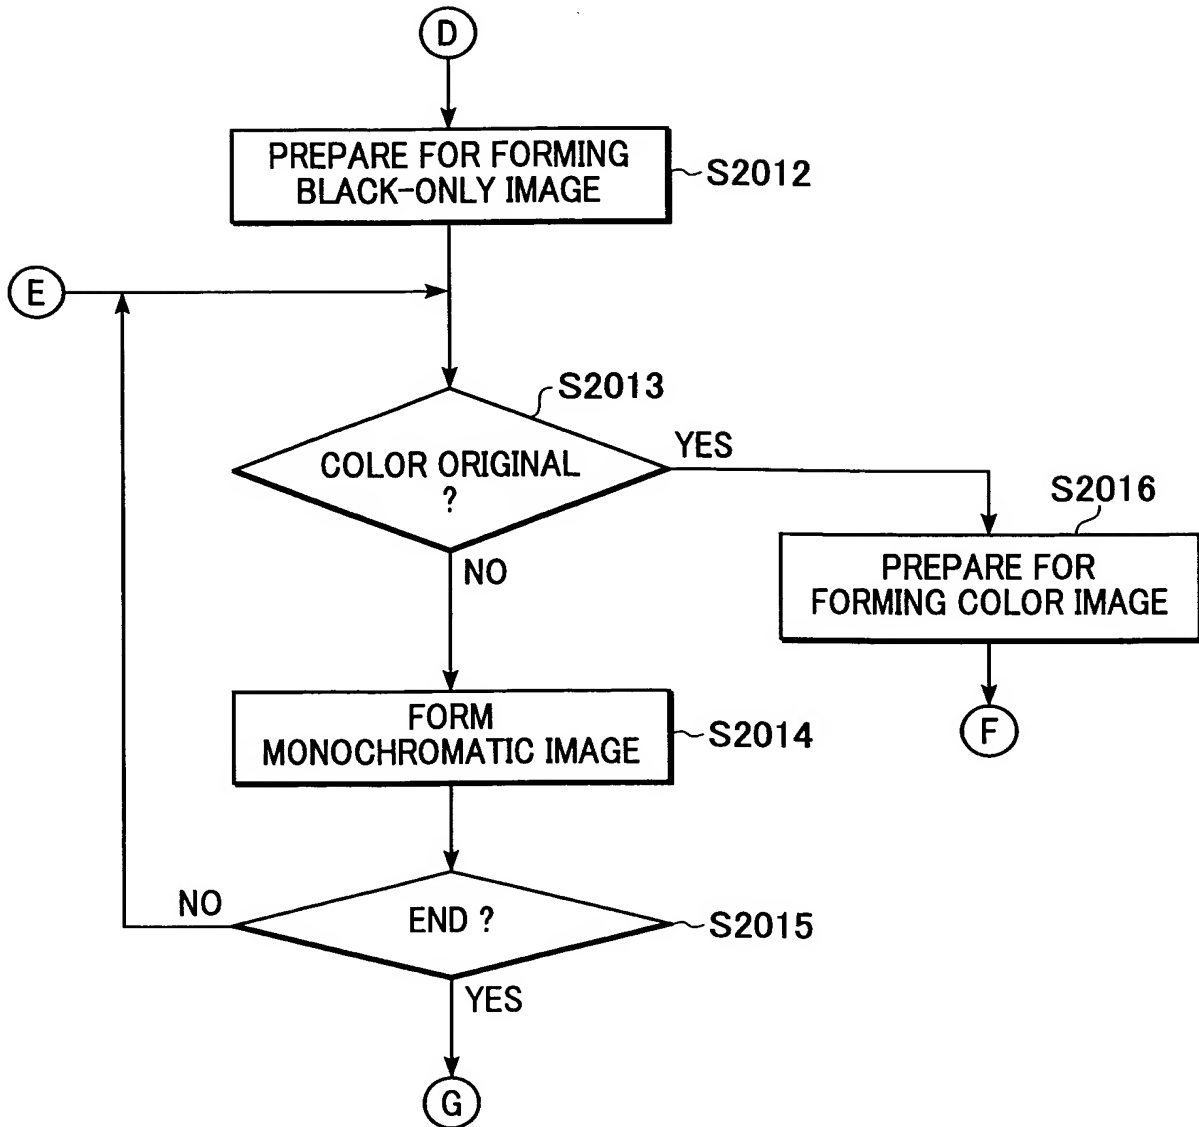 D
PREPARE FOR FORMING
BLACK-ONLY IMAGE
S2012
E
S2013
COLOR ORIGINAL
?
YES
NO
S2016
PREPARE FOR
FORMING COLOR IMAGE
F
FORM
MONOCHROMATIC IMAGE
S2014
NO
END ?
S2015
YES
G